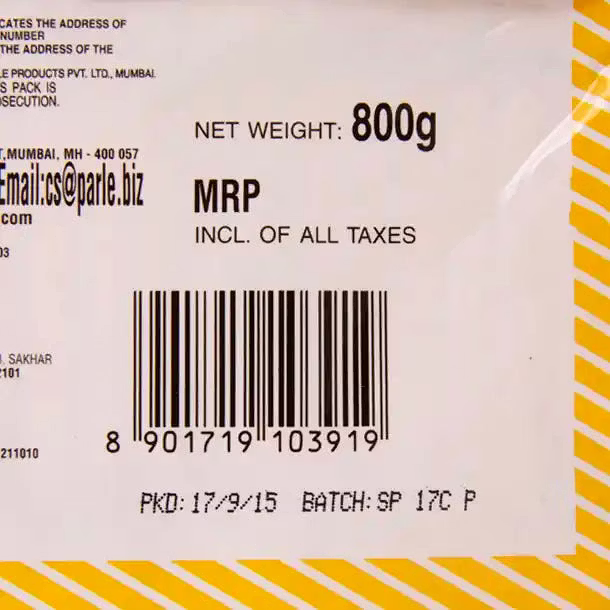 CATES THE ADDRESS OF
NUMBER
THE ADDRESS OF THE
LE PRODUCTS PVT. LTD., MUMBAI.
S PACK IS
OSECUTION.
NET WEIGHT: 800g
T,MUMBAI, MH - 400 057
Email:cs@parle.biz
com
MRP
INCL. OF ALL TAXES
03
SAKHAR
2101
211010
8 901719 103919
PKD: 17/9/15 BATCH: SP 17C P